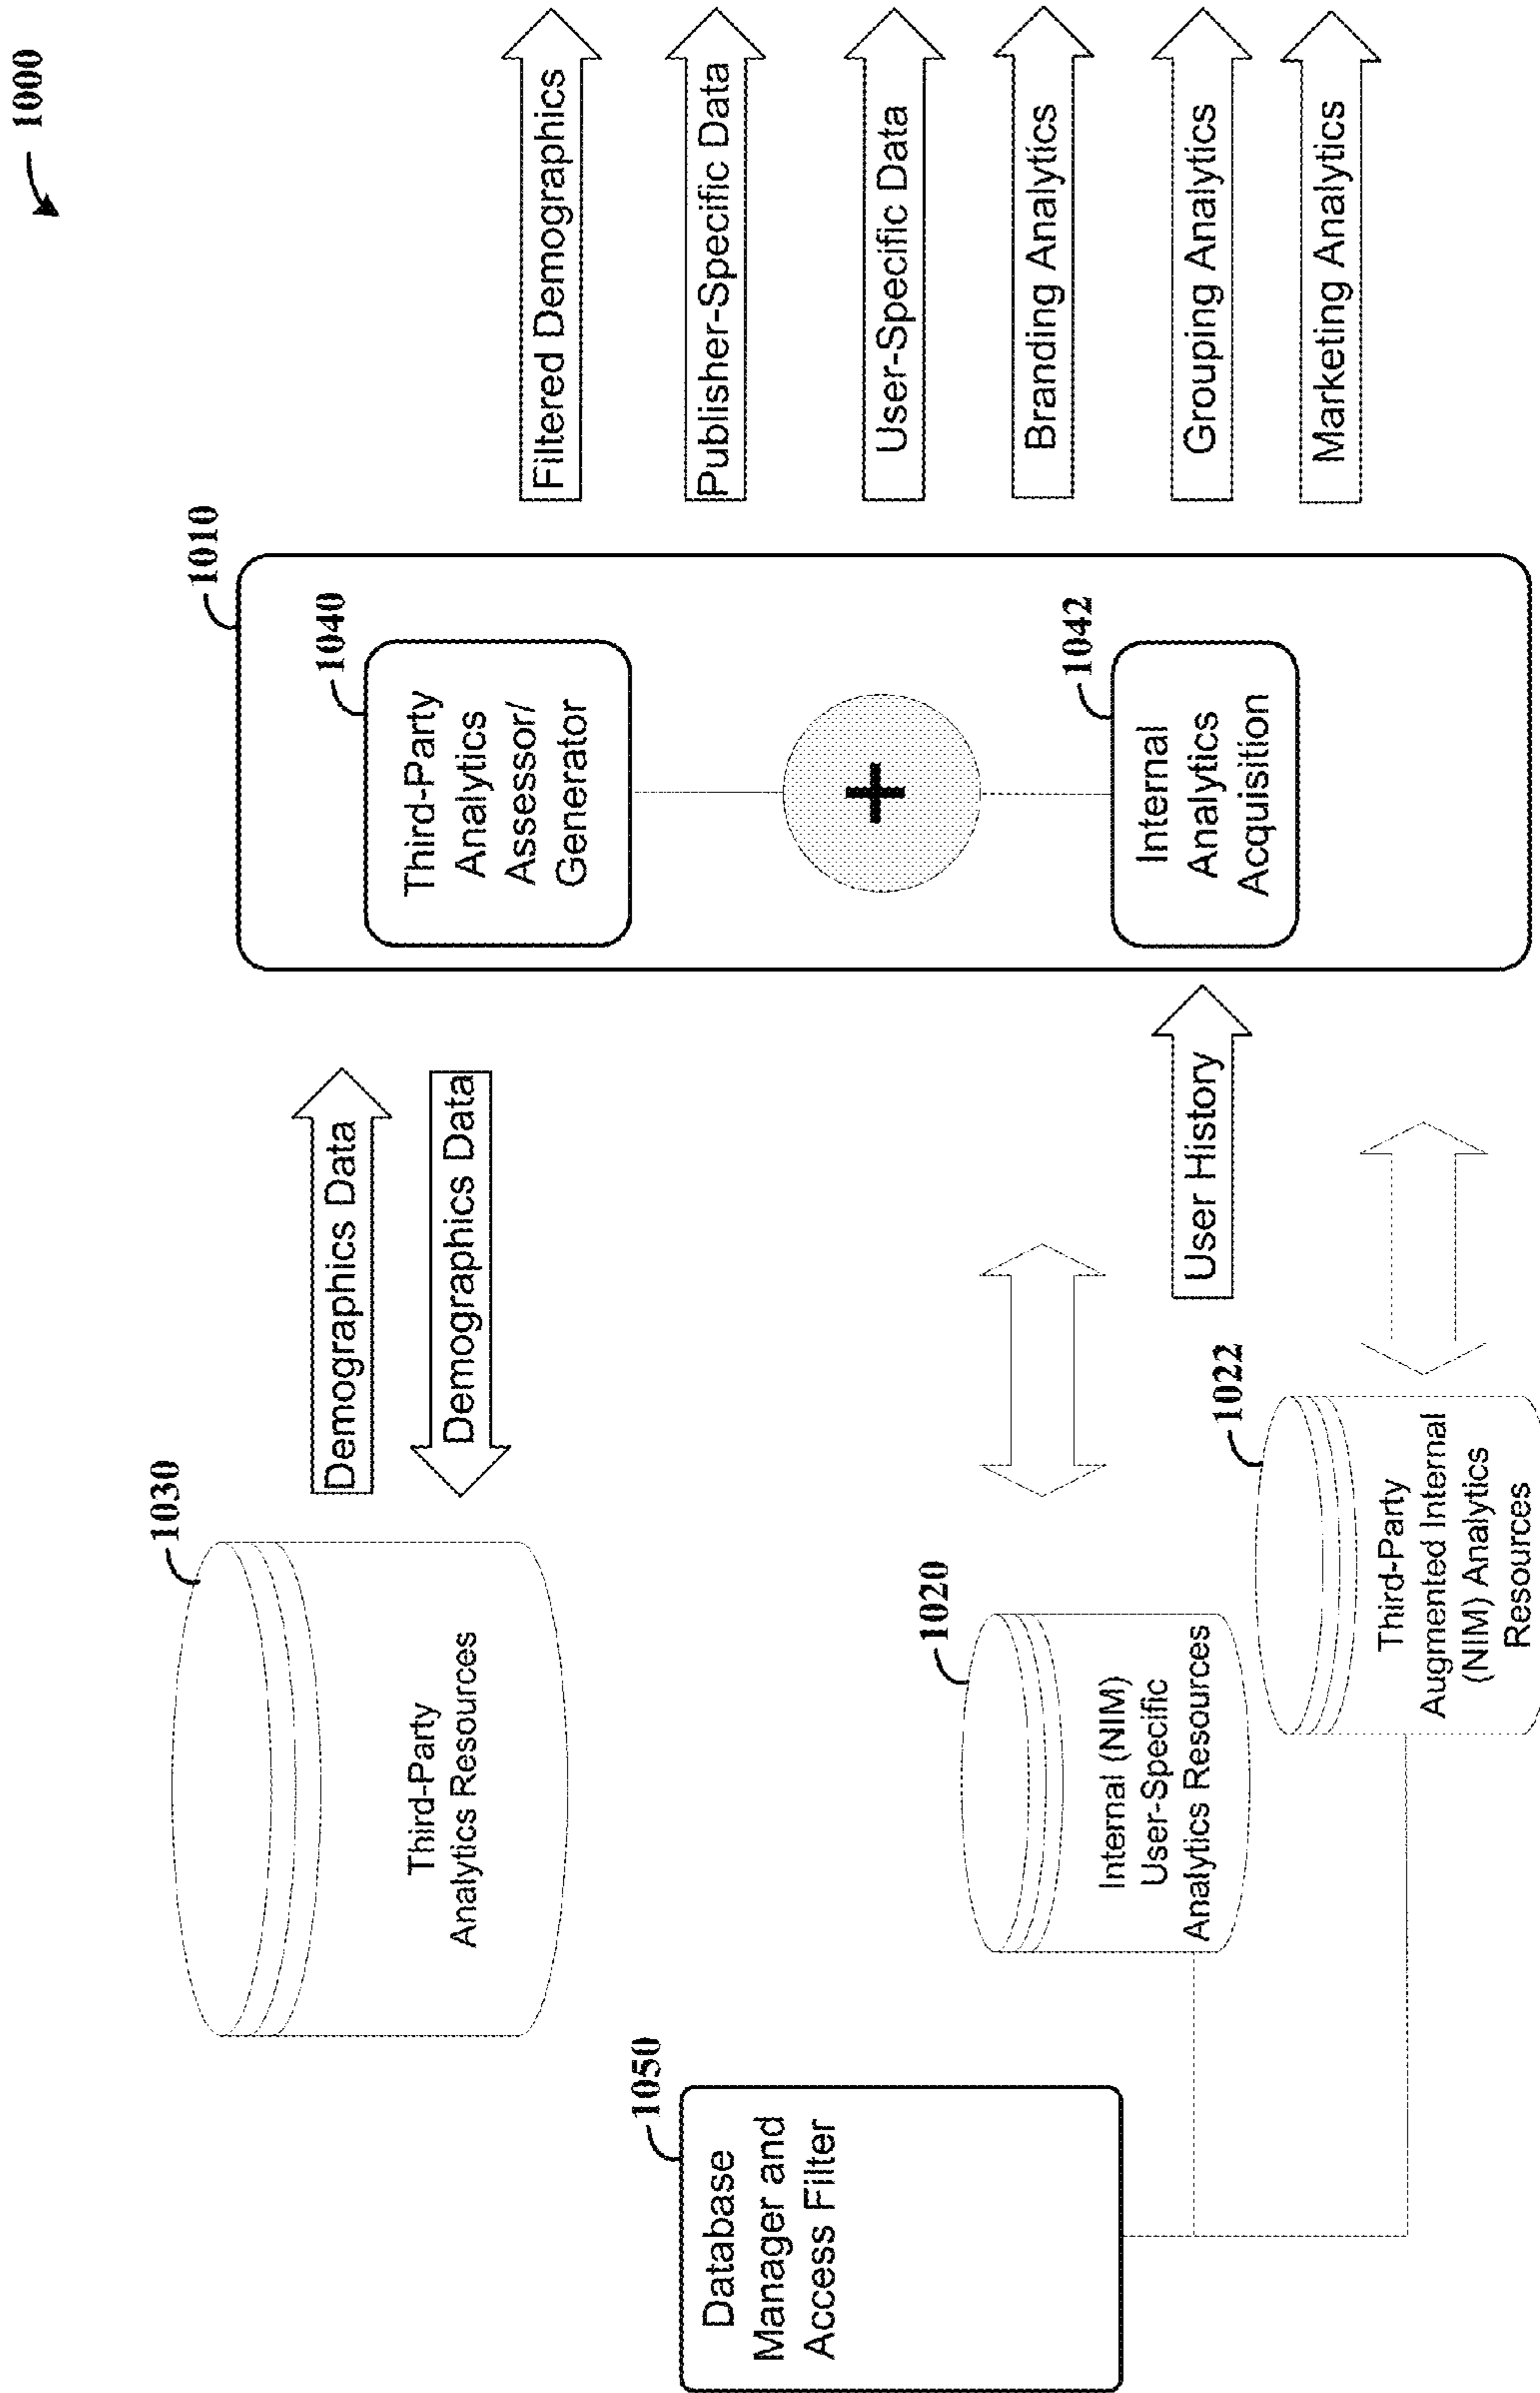 1000
1030
Third-Party
Analytics Resources
Demographics Data
Demographics Data
1010
1040
Third-Party
Analytics
Assessor/
Generator
+
1042
Internal
Analytics
Acquisition
Filtered Demographics
Publisher-Specific Data
User-Specific Data
Branding Analytics
Grouping Analytics
Marketing Analytics
1050
Database
Manager and
Access Filter
1020
Internal (NIM)
User-Specific
Analytics Resources
User History
1022
Third-Party
Augmented Internal
(NIM) Analytics
Resources